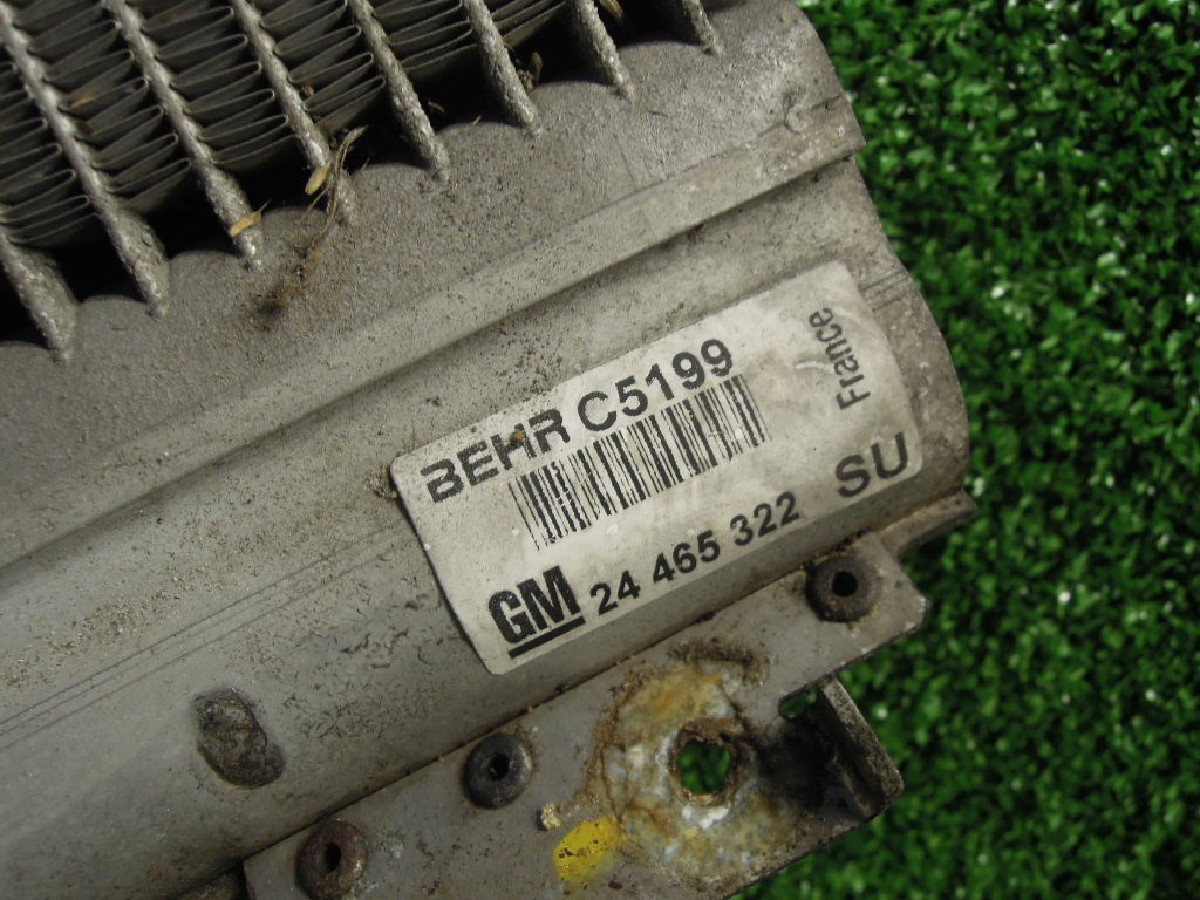 BEHR C5199
France
GM 24 465 322 SU